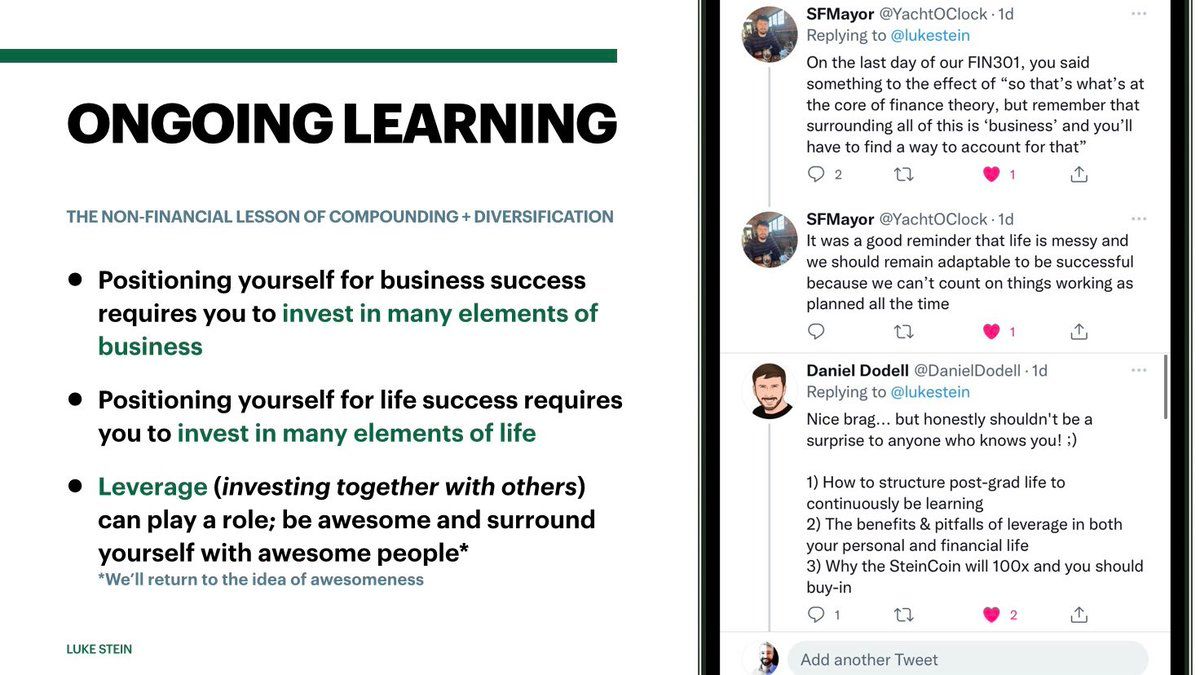 ONGOING LEARNING
THE NON-FINANCIAL LESSON OF COMPOUNDING + DIVERSIFICATION
● Positioning yourself for business success
requires you to invest in many elements of
business
● Positioning yourself for life success requires
you to invest in many elements of life
● Leverage (investing together with others)
can play a role; be awesome and surround
yourself with awesome people*
*We’ll return to the idea of awesomeness
LUKE STEIN
SFMayor @YachtOClock · 1d
Replying to @lukestein
On the last day of our FIN301, you said
something to the effect of “so that’s what’s at
the core of finance theory, but remember that
surrounding all of this is ‘business’ and you’ll
have to find a way to account for that”
2 1
SFMayor @YachtOClock · 1d
It was a good reminder that life is messy and
we should remain adaptable to be successful
because we can’t count on things working as
planned all the time
1
Daniel Dodell @DanielDodell · 1d
Replying to @lukestein
Nice brag... but honestly shouldn't be a
surprise to anyone who knows you! ;)
1) How to structure post-grad life to
continuously be learning
2) The benefits & pitfalls of leverage in both
your personal and financial life
3) Why the SteinCoin will 100x and you should
buy-in
1 2
Add another Tweet